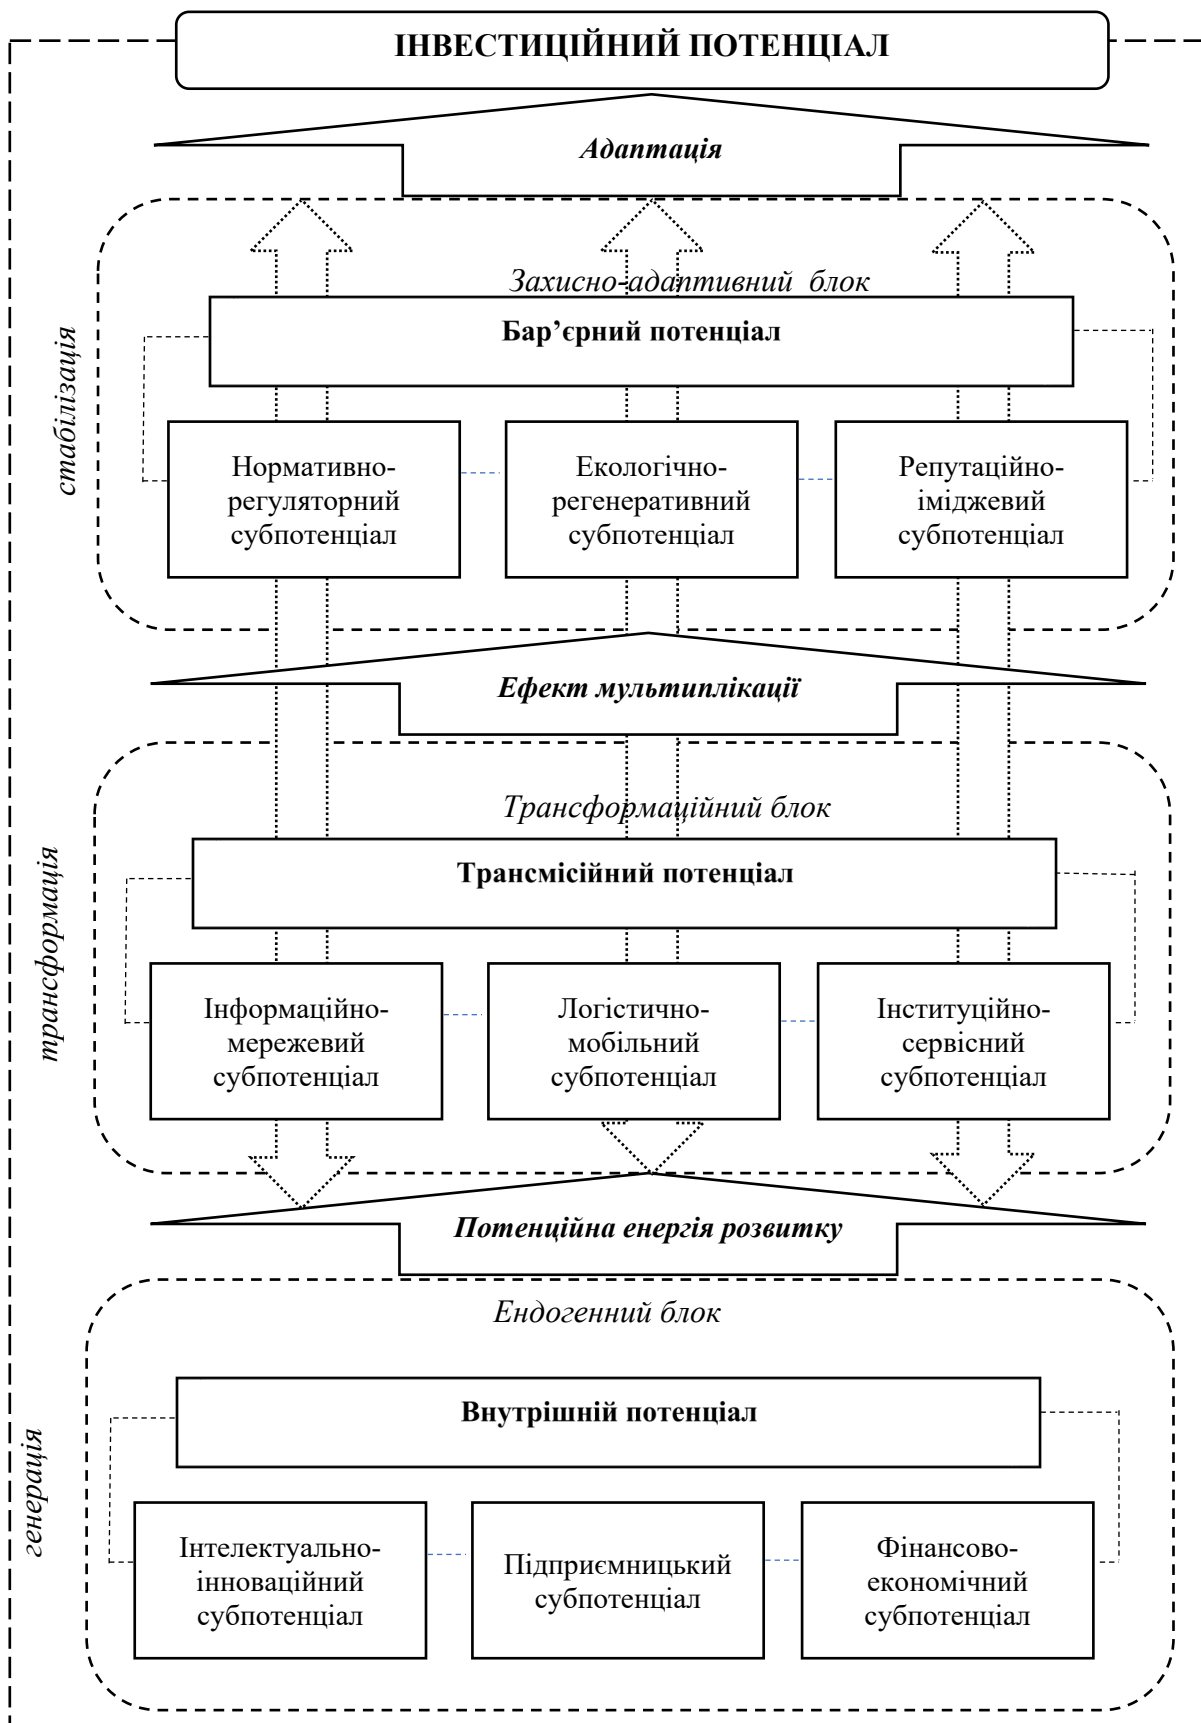 ІНВЕСТИЦІЙНИЙ ПОТЕНЦІАЛ
Адаптація
стабілізація
Захисно-адаптивний блок
Бар’єрний потенціал
Нормативно-
регуляторний
субпотенціал
Екологічно-
регенеративний
субпотенціал
Репутаційно-
іміджевий
субпотенціал
Ефект мультиплікації
трансформація
Трансформаційний блок
Трансмісійний потенціал
Інформаційно-
мережевий
субпотенціал
Логістично-
мобільний
субпотенціал
Інституційно-
сервісний
субпотенціал
Потенційна енергія розвитку
генерація
Ендогенний блок
Внутрішній потенціал
Інтелектуально-
інноваційний
субпотенціал
Підприємницький
субпотенціал
Фінансово-
економічний
субпотенціал